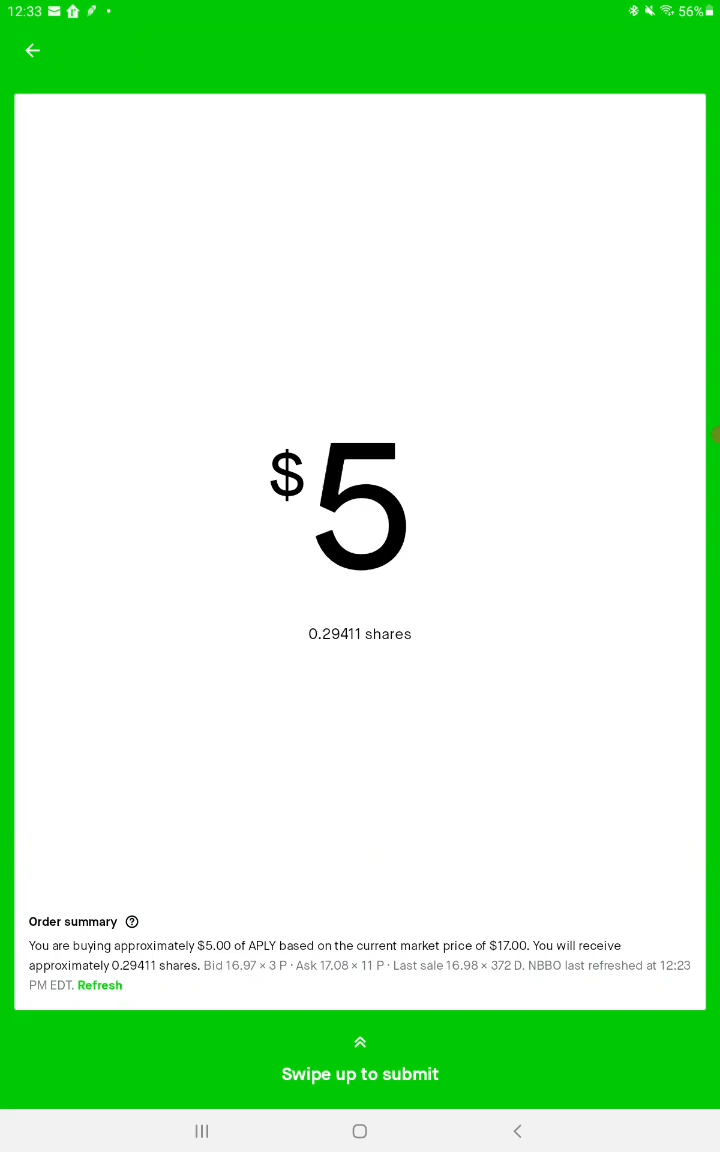 12:33
56%
$5
0.29411 shares
Order summary
You are buying approximately $5.00 of APLY based on the current market price of $17.00. You will receive
approximately 0.29411 shares. Bid 16.97 × 3 P · Ask 17.08 × 11 P · Last sale 16.98 × 372 D. NBBO last refreshed at 12:23
PM EDT. Refresh
Swipe up to submit